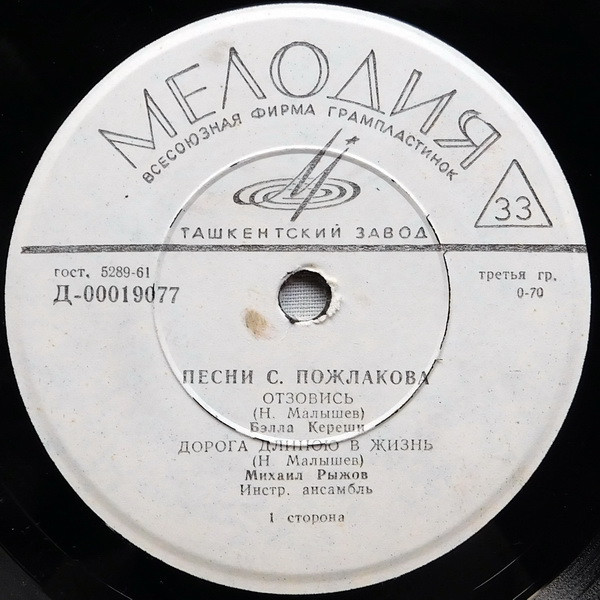 МЕЛОДИЯ
ВСЕСОЮЗНАЯ ФИРМА ГРАМПЛАСТИНОК
33
ТАШКЕНТСКИЙ ЗАВОД
гост. 5289-61
Д-00019077
третья гр.
0-70
ПЕСНИ С. ПОЖЛАКОВА
ОТЗОВИСЬ
(Н. Малышев)
Бэлла Кереши
ДОРОГА ДЛИНОЮ В ЖИЗНЬ
(Н Малышев)
Михаил Рыжов
Инстр. ансамбль
1 сторона